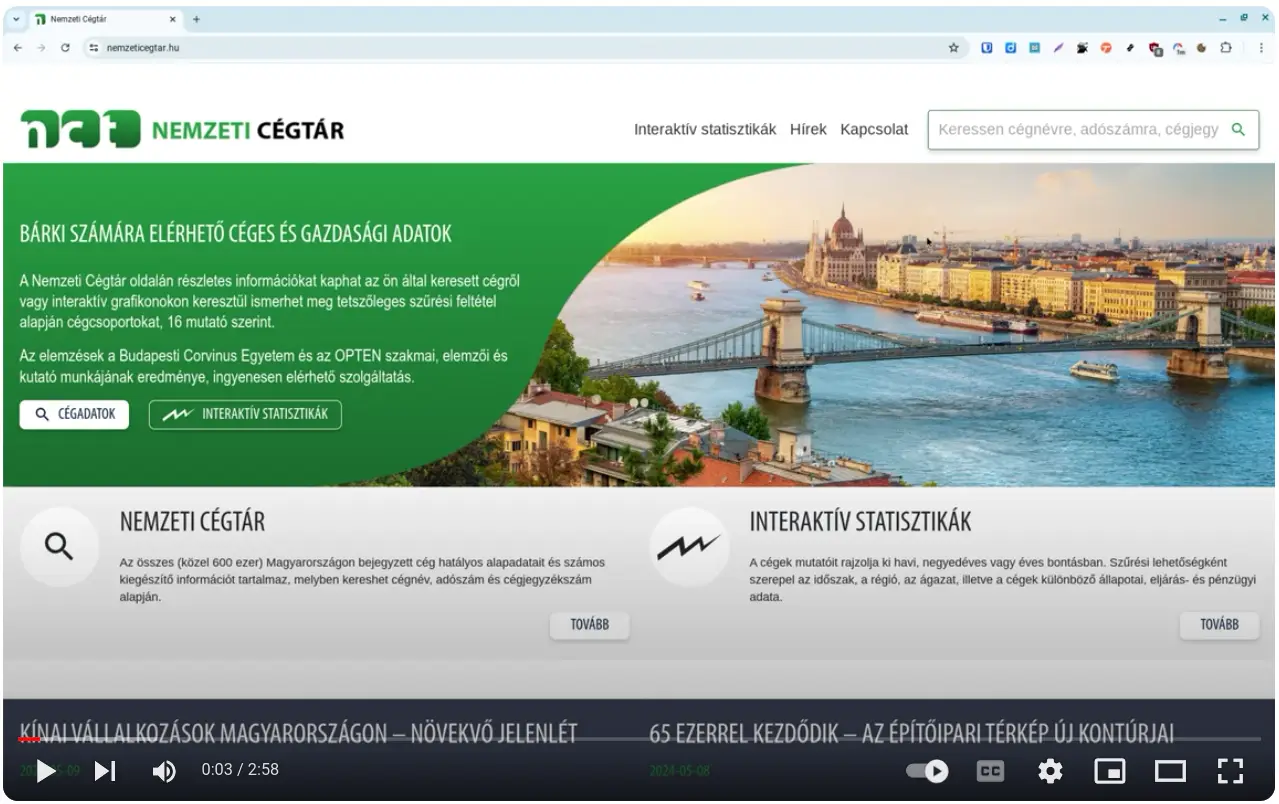 Nemzeti Cégtár
nemzeticegtar.hu
nct NEMZETI CÉGTÁR
Interaktív statisztikák Hírek Kapcsolat Keressen cégnévre, adószámra, cégjegy
BÁRKI SZÁMÁRA ELÉRHETŐ CÉGES ÉS GAZDASÁGI ADATOK
A Nemzeti Cégtár oldalán részletes információkat kaphat az ön által keresett cégről
vagy interaktív grafikonokon keresztül ismerhet meg tetszőleges szűrési feltétel
alapján cégcsoportokat, 16 mutató szerint.
Az elemzések a Budapesti Corvinus Egyetem és az OPTEN szakmai, elemzői és
kutató munkájának eredménye, ingyenesen elérhető szolgáltatás.
CÉGADATOK INTERAKTÍV STATISZTIKÁK
NEMZETI CÉGTÁR
Az összes (közel 600 ezer) Magyarországon bejegyzett cég hatályos alapadatait és számos
kiegészítő információt tartalmaz, melyben kereshet cégnév, adószám és cégjegyzékszám
alapján.
TOVÁBB
INTERAKTÍV STATISZTIKÁK
A cégek mutatóit rajzolja ki havi, negyedéves vagy éves bontásban. Szűrési lehetőségként
szerepel az időszak, a régió, az ágazat, illetve a cégek különböző állapotai, eljárás- és pénzügyi
adata.
TOVÁBB
KÍNAI VÁLLALKOZÁSOK MAGYARORSZÁGON – NÖVEKVŐ JELENLÉT
65 EZERREL KEZDŐDIK – AZ ÉPÍTŐIPARI TÉRKÉP ÚJ KONTÚRJAI
2024-05-08
0:03 / 2:58
CC